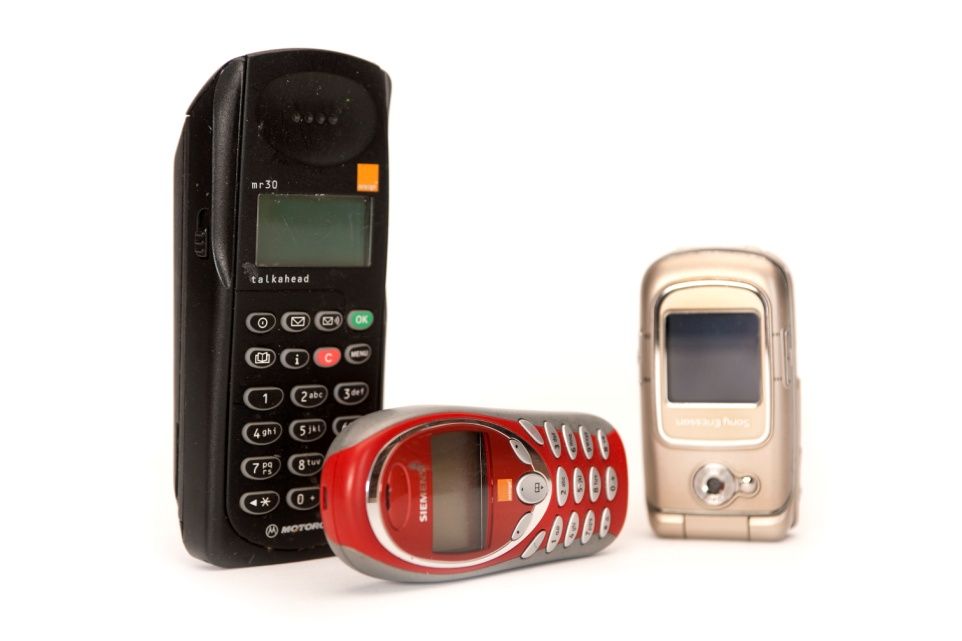 mr30
orange
talkahead
OK
i
C
MENU
1
2abc
3def
4ghi
5jkl
7pqrs
8tuv
*
0 +
MOTORO
SIEMENS
Sony Ericsson